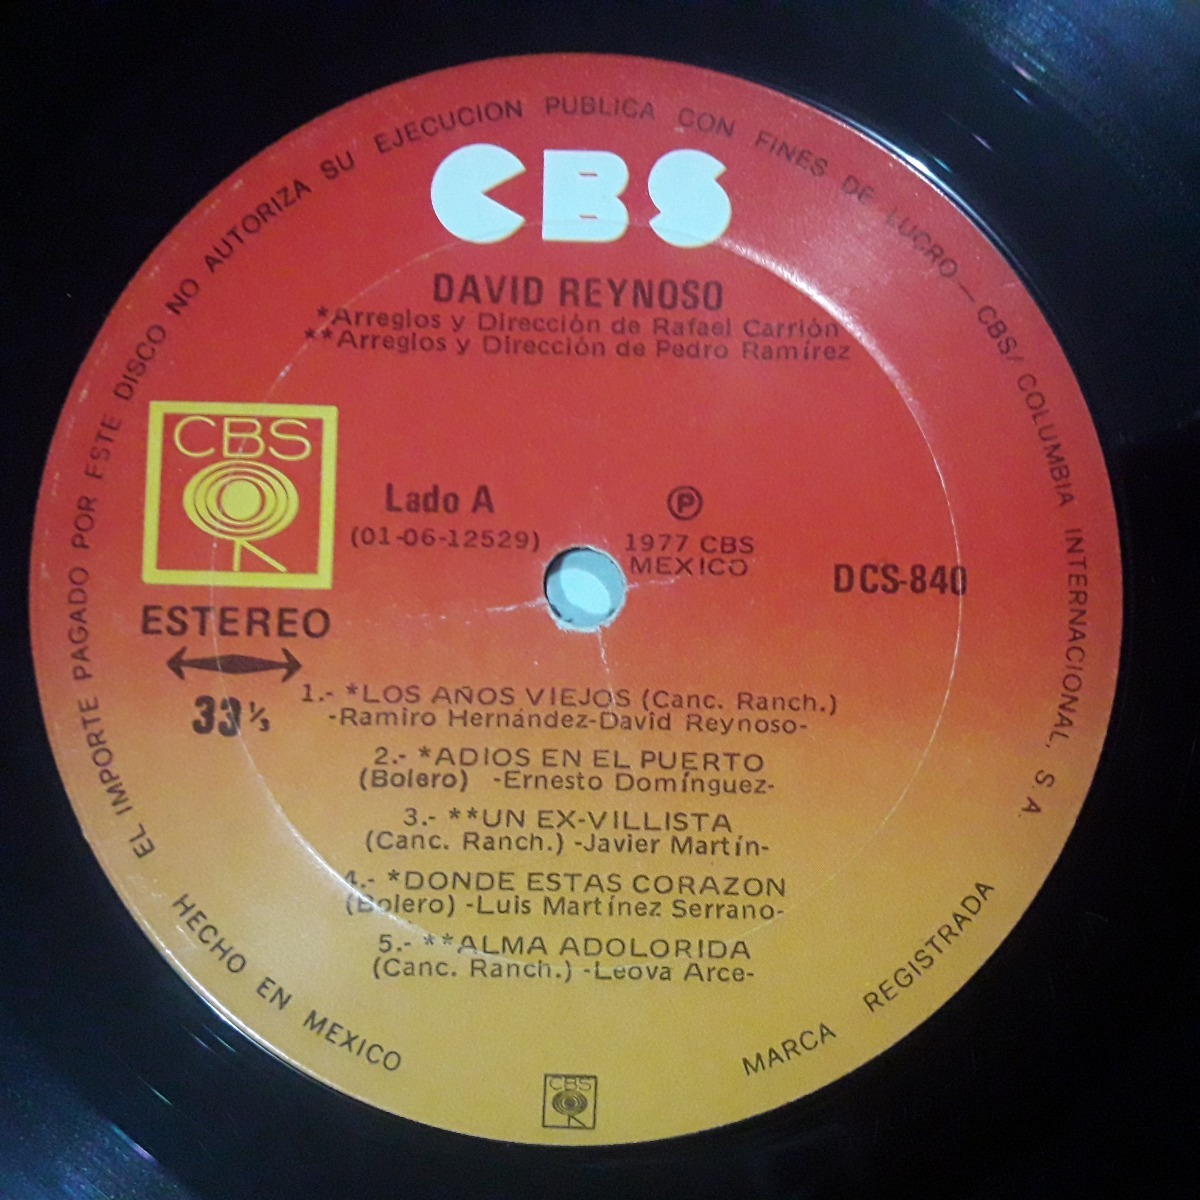 EL IMPORTE PAGADO POR ESTE DISCO NO AUTORIZA SU EJECUCION PUBLICA CON FINES DE LUCRO — CBS/COLUMBIA INTERNACIONAL, S.A.
CBS
DAVID REYNOSO
*Arreglos y Dirección de Rafael Carrión
**Arreglos y Dirección de Pedro Ramírez
CBS
Lado A
(01-06-12529)
P
1977 CBS
MEXICO
DCS-840
ESTEREO
33 ⅓
1.- *LOS AÑOS VIEJOS (Canc. Ranch.)
-Ramiro Hernández-David Reynoso-
2.- *ADIOS EN EL PUERTO
(Bolero) -Ernesto Domínguez-
3.- **UN EX-VILLISTA
(Canc. Ranch.) -Javier Martín-
4.- *DONDE ESTAS CORAZON
(Bolero) -Luis Martínez Serrano-
5.- **ALMA ADOLORIDA
(Canc. Ranch.) -Leova Arce-
HECHO EN MEXICO
MARCA REGISTRADA
CBS